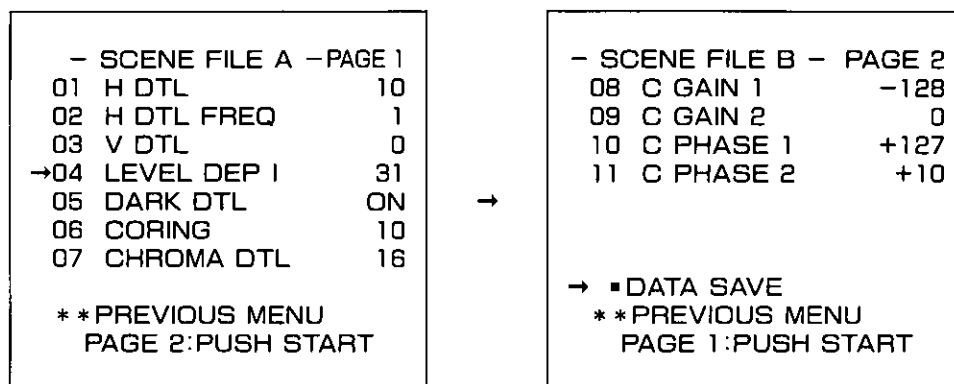 – SCENE FILE A – PAGE 1
01 H DTL 10
02 H DTL FREQ 1
03 V DTL 0
→04 LEVEL DEP I 31
05 DARK DTL ON
06 CORING 10
07 CHROMA DTL 16
**PREVIOUS MENU
PAGE 2:PUSH START
→
– SCENE FILE B – PAGE 2
08 C GAIN 1 –128
09 C GAIN 2 0
10 C PHASE 1 +127
11 C PHASE 2 +10
→ ▪DATA SAVE
**PREVIOUS MENU
PAGE 1:PUSH START